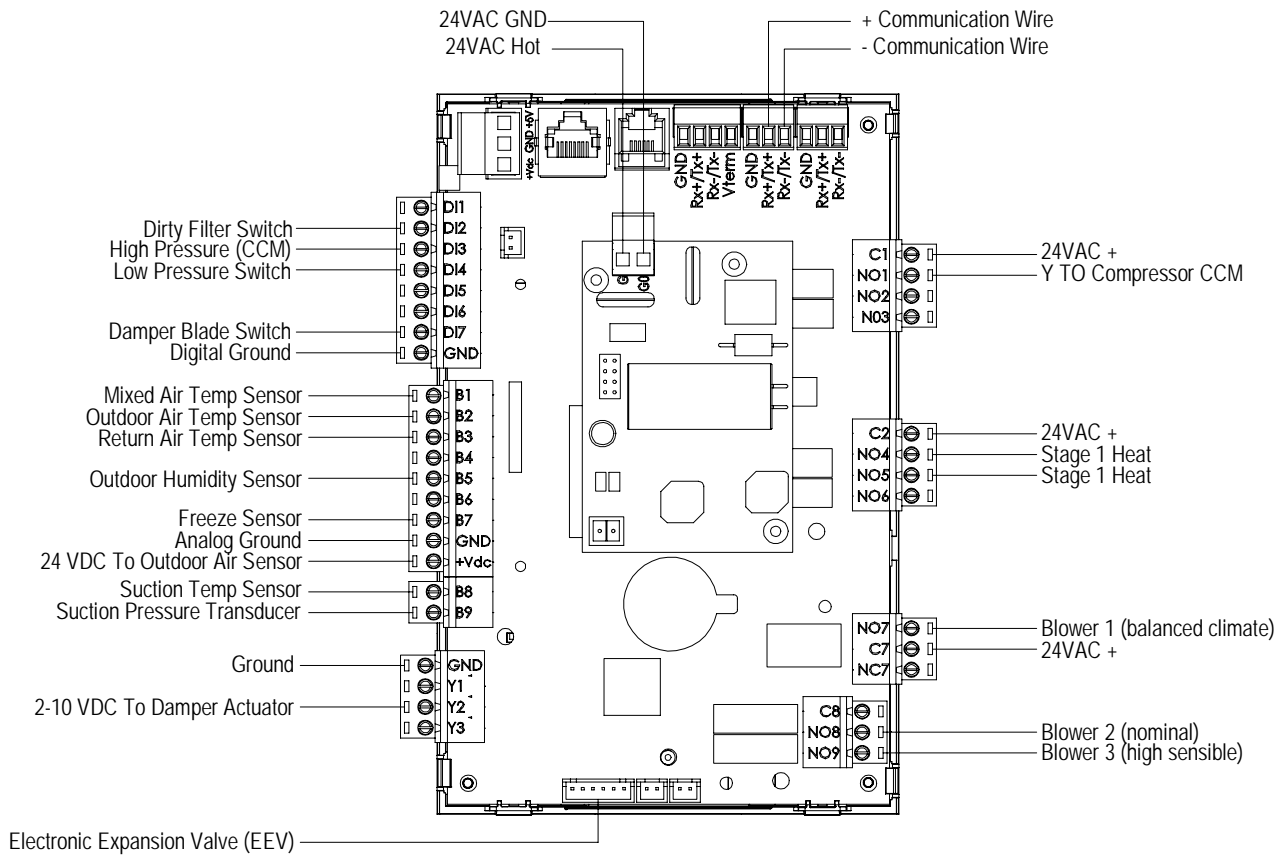 24VAC GND
24VAC Hot
+ Communication Wire
- Communication Wire
+Vdc GND +5V
GND
Rx+/Tx+
Rx-/Tx-
Vterm
GND
Rx+/Tx+
Rx-/Tx-
GND
Rx+/Tx+
Rx-/Tx-
G
G0
DI1
Dirty Filter Switch DI2
High Pressure (CCM) DI3
Low Pressure Switch DI4
DI5
DI6
Damper Blade Switch DI7
Digital Ground GND
Mixed Air Temp Sensor B1
Outdoor Air Temp Sensor B2
Return Air Temp Sensor B3
B4
Outdoor Humidity Sensor B5
B6
Freeze Sensor B7
Analog Ground GND
24 VDC To Outdoor Air Sensor +Vdc
Suction Temp Sensor B8
Suction Pressure Transducer B9
Ground GND
Y1
2-10 VDC To Damper Actuator Y2
Y3
C1 24VAC +
NO1 Y TO Compressor CCM
NO2
N03
C2 24VAC +
NO4 Stage 1 Heat
NO5 Stage 1 Heat
NO6
NO7 Blower 1 (balanced climate)
C7 24VAC +
NC7
C8
NO8 Blower 2 (nominal)
NO9 Blower 3 (high sensible)
Electronic Expansion Valve (EEV)